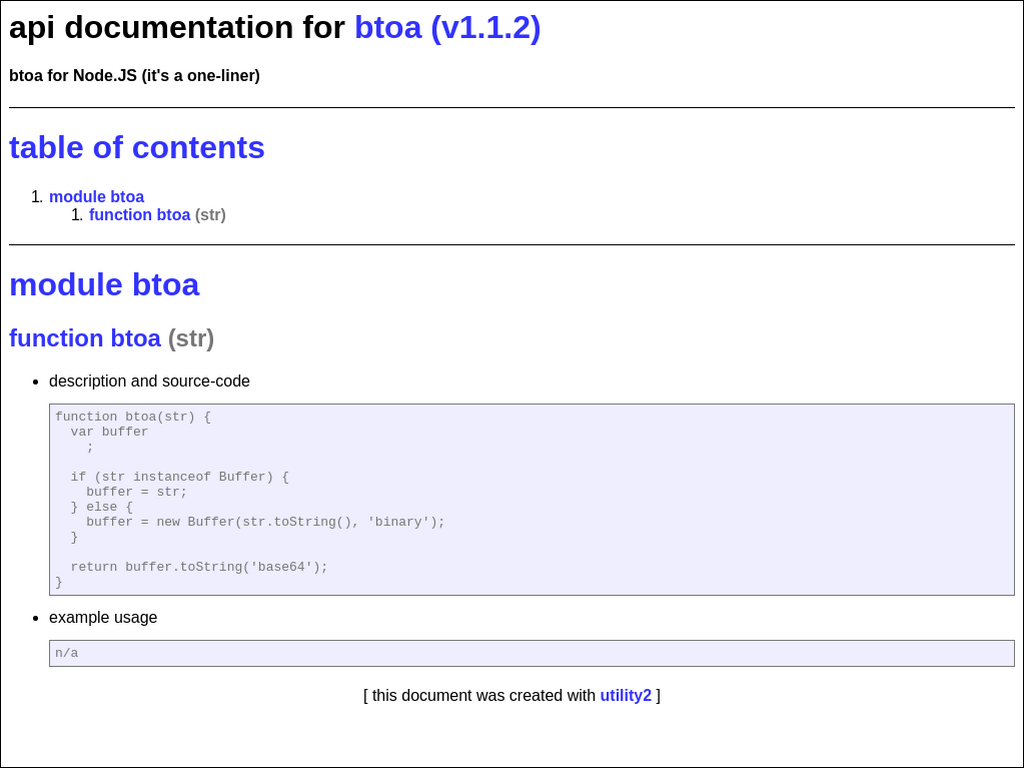 api documentation for btoa (v1.1.2)
btoa for Node.JS (it's a one-liner)
table of contents
1. module btoa
1. function btoa (str)
module btoa
function btoa (str)
• description and source-code
function btoa(str) {
  var buffer
    ;
  if (str instanceof Buffer) {
    buffer = str;
  } else {
    buffer = new Buffer(str.toString(), 'binary');
  }
  return buffer.toString('base64');
}
• example usage
n/a
[ this document was created with utility2 ]